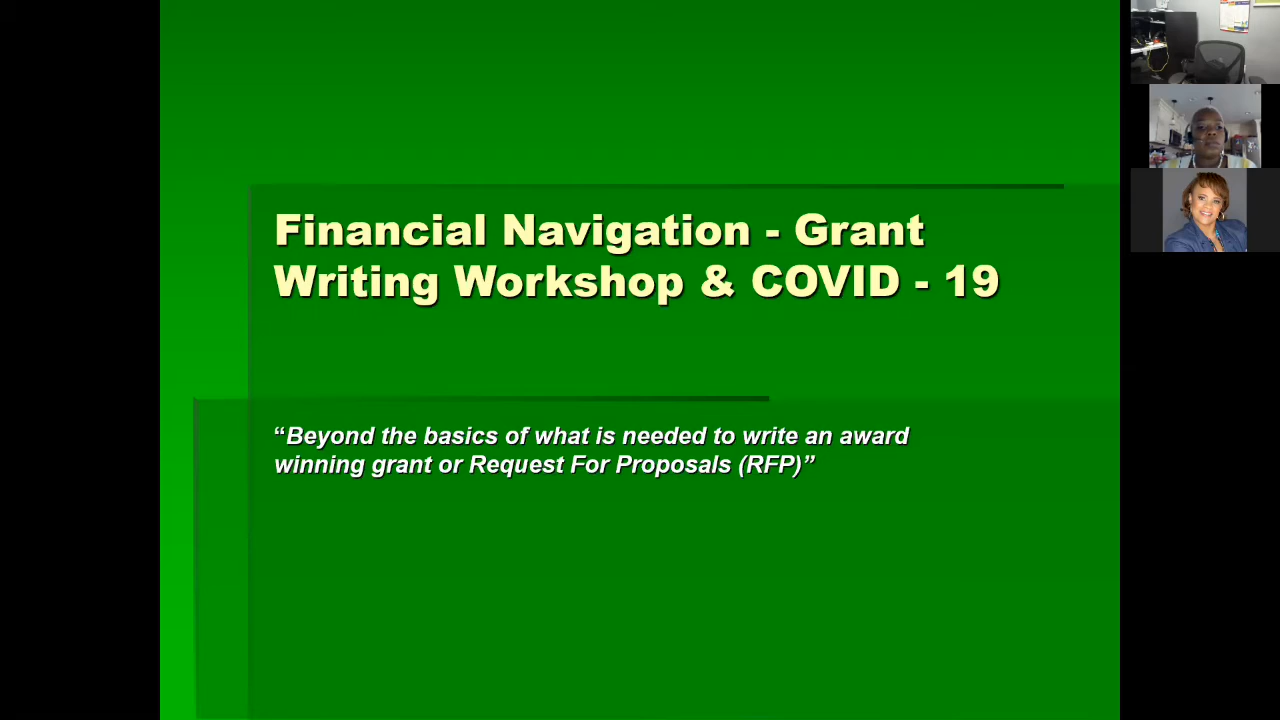 Financial Navigation - Grant
Writing Workshop & COVID - 19
“Beyond the basics of what is needed to write an award
winning grant or Request For Proposals (RFP)”